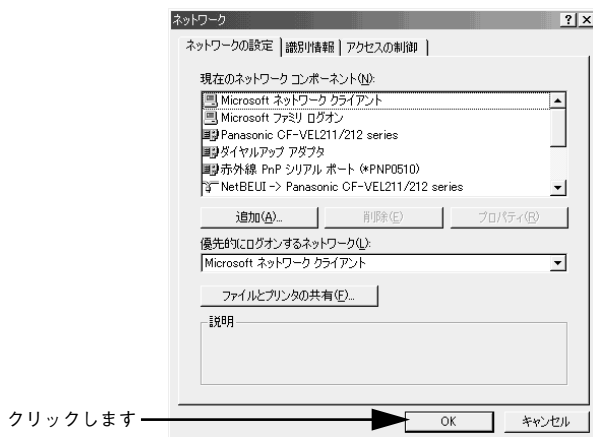 ネットワーク
ネットワークの設定 識別情報 アクセスの制御
現在のネットワーク コンポーネント(N):
Microsoft ネットワーク クライアント
Microsoft ファミリ ログオン
Panasonic CF-VEL211/212 series
ダイヤルアップ アダプタ
赤外線 PnP シリアル ポート (*PNP0510)
NetBEUI -> Panasonic CF-VEL211/212 series
追加(A)... 削除(E) プロパティ(R)
優先的にログオンするネットワーク(L):
Microsoft ネットワーク クライアント
ファイルとプリンタの共有(F)...
説明
クリックします OK キャンセル